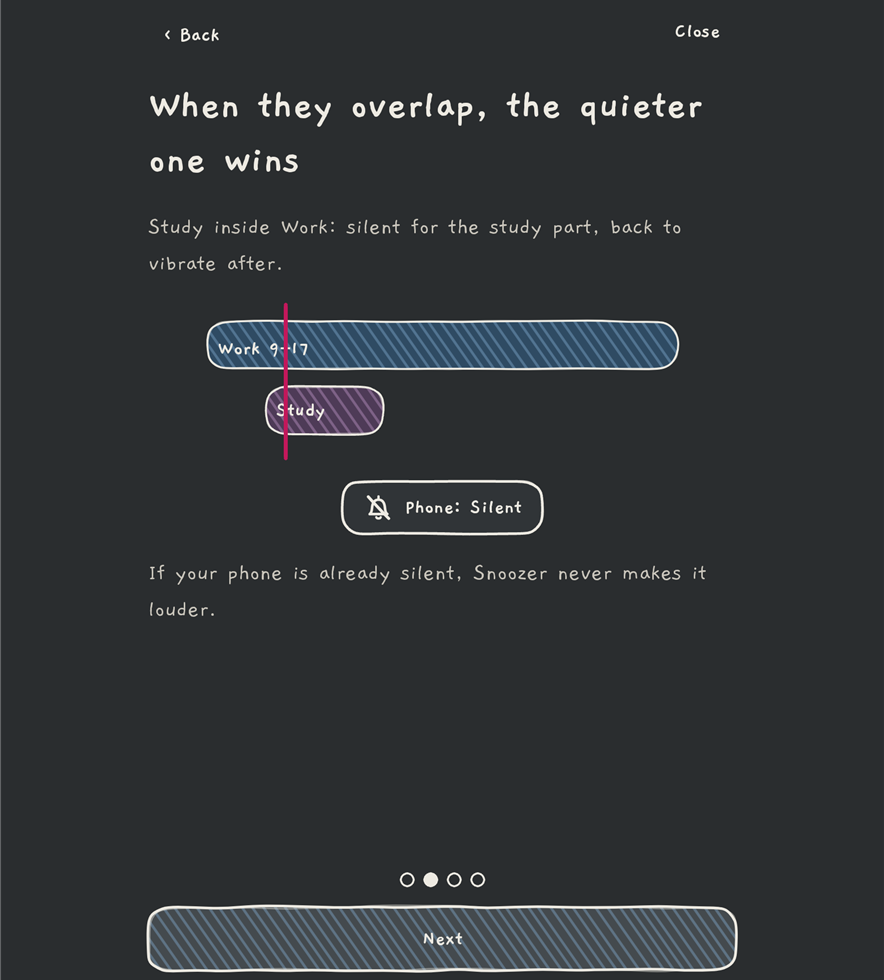 ‹ Back
Close
When they overlap, the quieter
one wins
Study inside Work: silent for the study part, back to
vibrate after.
Work 9–17
Study
Phone: Silent
If your phone is already silent, Snoozer never makes it
louder.
Next